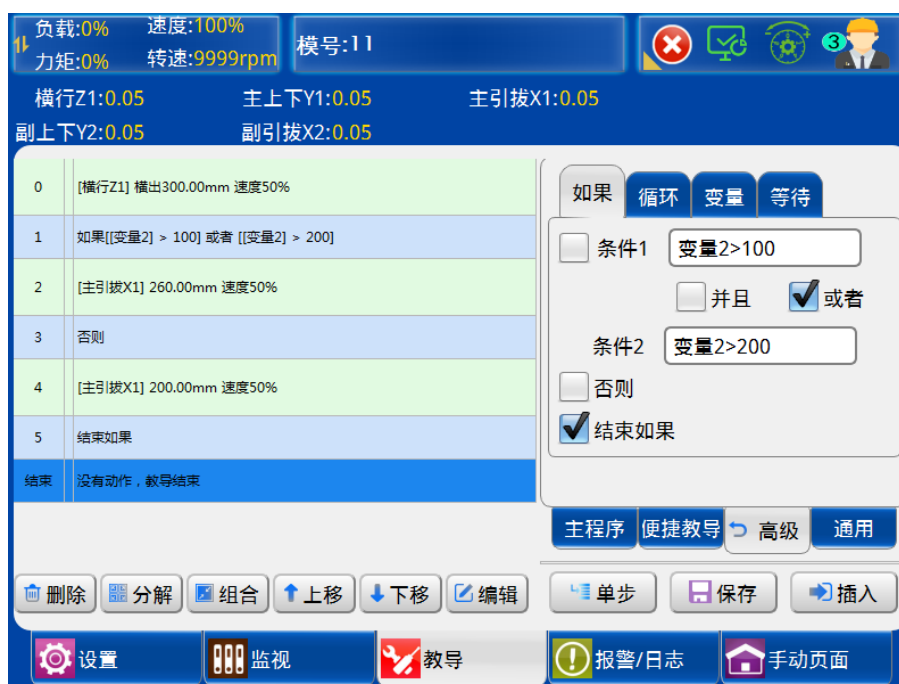 负载:0% 速度:100%
力矩:0% 转速:9999rpm
模号:11
3
横行Z1:0.05 主上下Y1:0.05 主引拔X1:0.05
副上下Y2:0.05 副引拔X2:0.05
0 [横行Z1] 横出300.00mm 速度50%
1 如果[[变量2] > 100] 或者 [[变量2] > 200]
2 [主引拔X1] 260.00mm 速度50%
3 否则
4 [主引拔X1] 200.00mm 速度50%
5 结束如果
结束 没有动作，教导结束
如果 循环 变量 等待
条件1 变量2>100
并且 或者
条件2 变量2>200
否则
结束如果
主程序 便捷教导 高级 通用
删除 分解 组合 上移 下移 编辑 单步 保存 插入
设置 监视 教导 报警/日志 手动页面